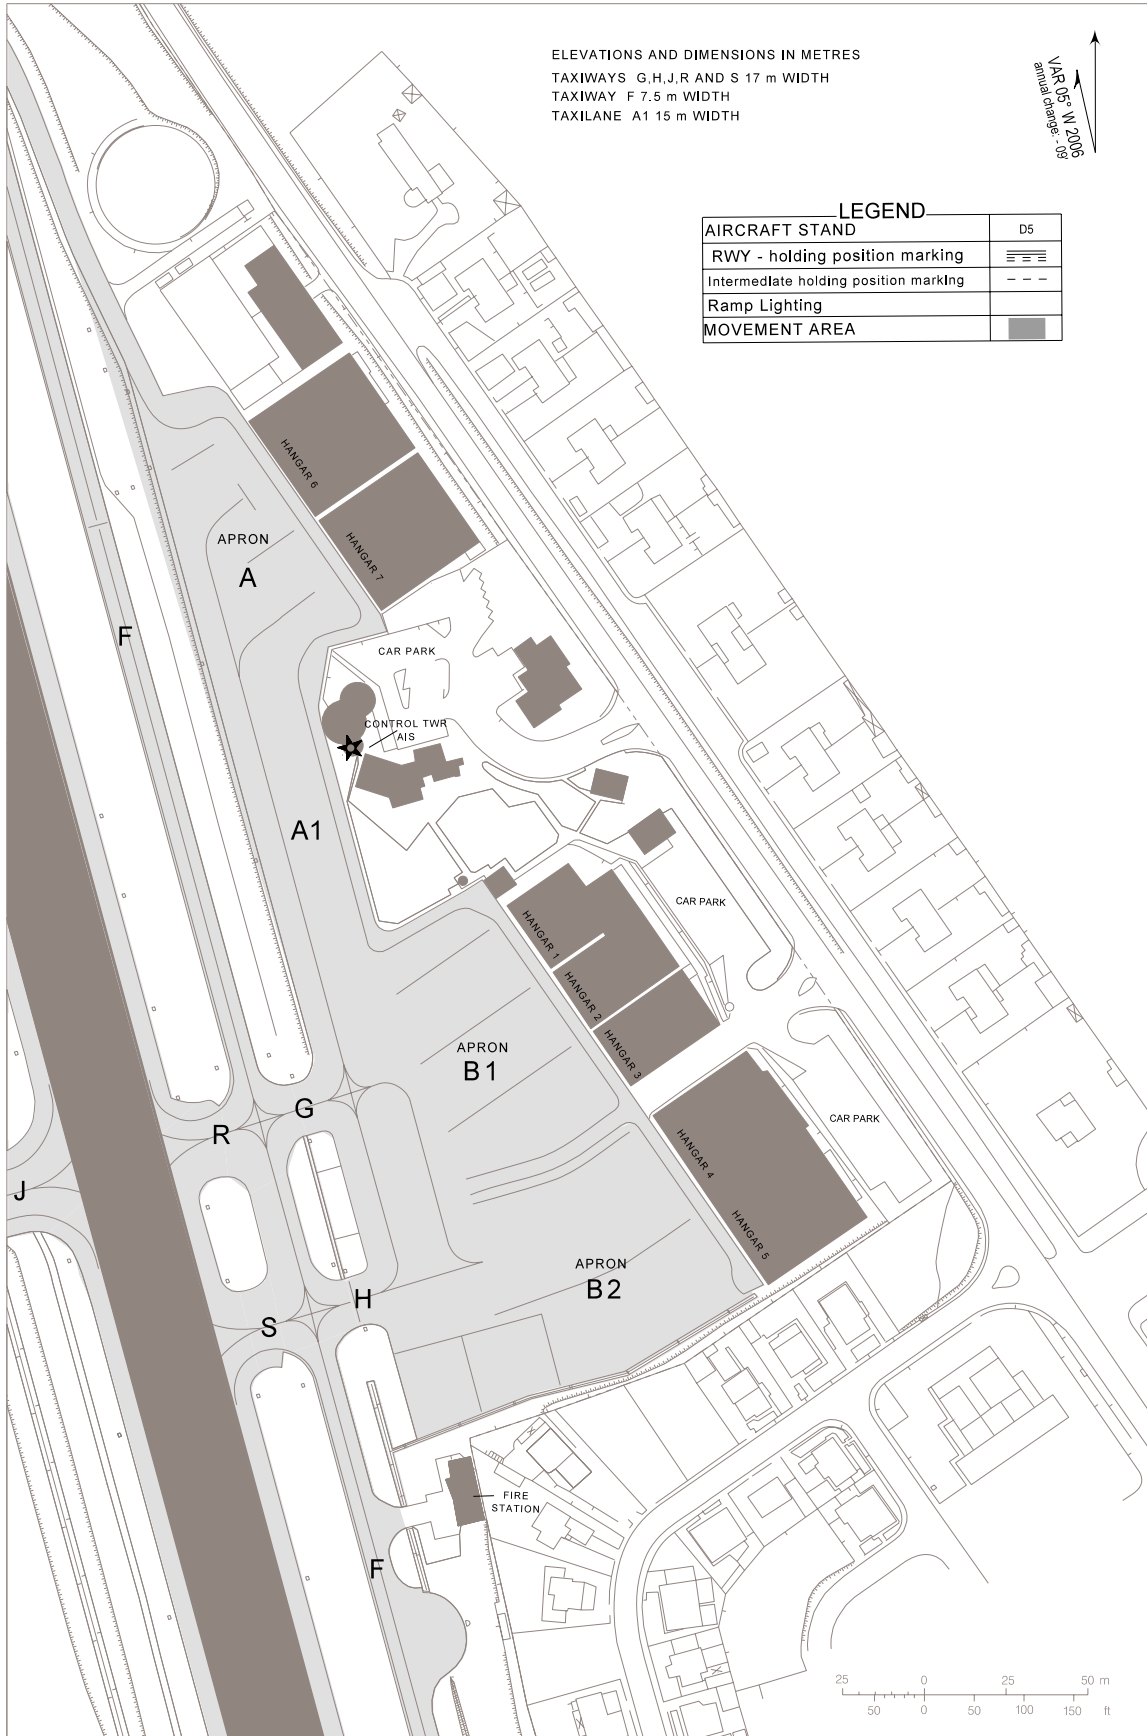 ELEVATIONS AND DIMENSIONS IN METRES
TAXIWAYS G,H,J,R AND S 17 m WIDTH
TAXIWAY F 7.5 m WIDTH
TAXILANE A1 15 m WIDTH
VAR 05° W 2006
annual change: - 09'
LEGEND
AIRCRAFT STAND D5
RWY - holding position marking
Intermediate holding position marking
Ramp Lighting
MOVEMENT AREA
HANGAR 6
HANGAR 7
APRON
A
F
CAR PARK
CONTROL TWR
AIS
A1
HANGAR 1
HANGAR 2
HANGAR 3
CAR PARK
APRON
B1
G
R
J
HANGAR 4
HANGAR 5
CAR PARK
APRON
B2
H
S
FIRE
STATION
F
25 0 25 50 m
50 0 50 100 150 ft